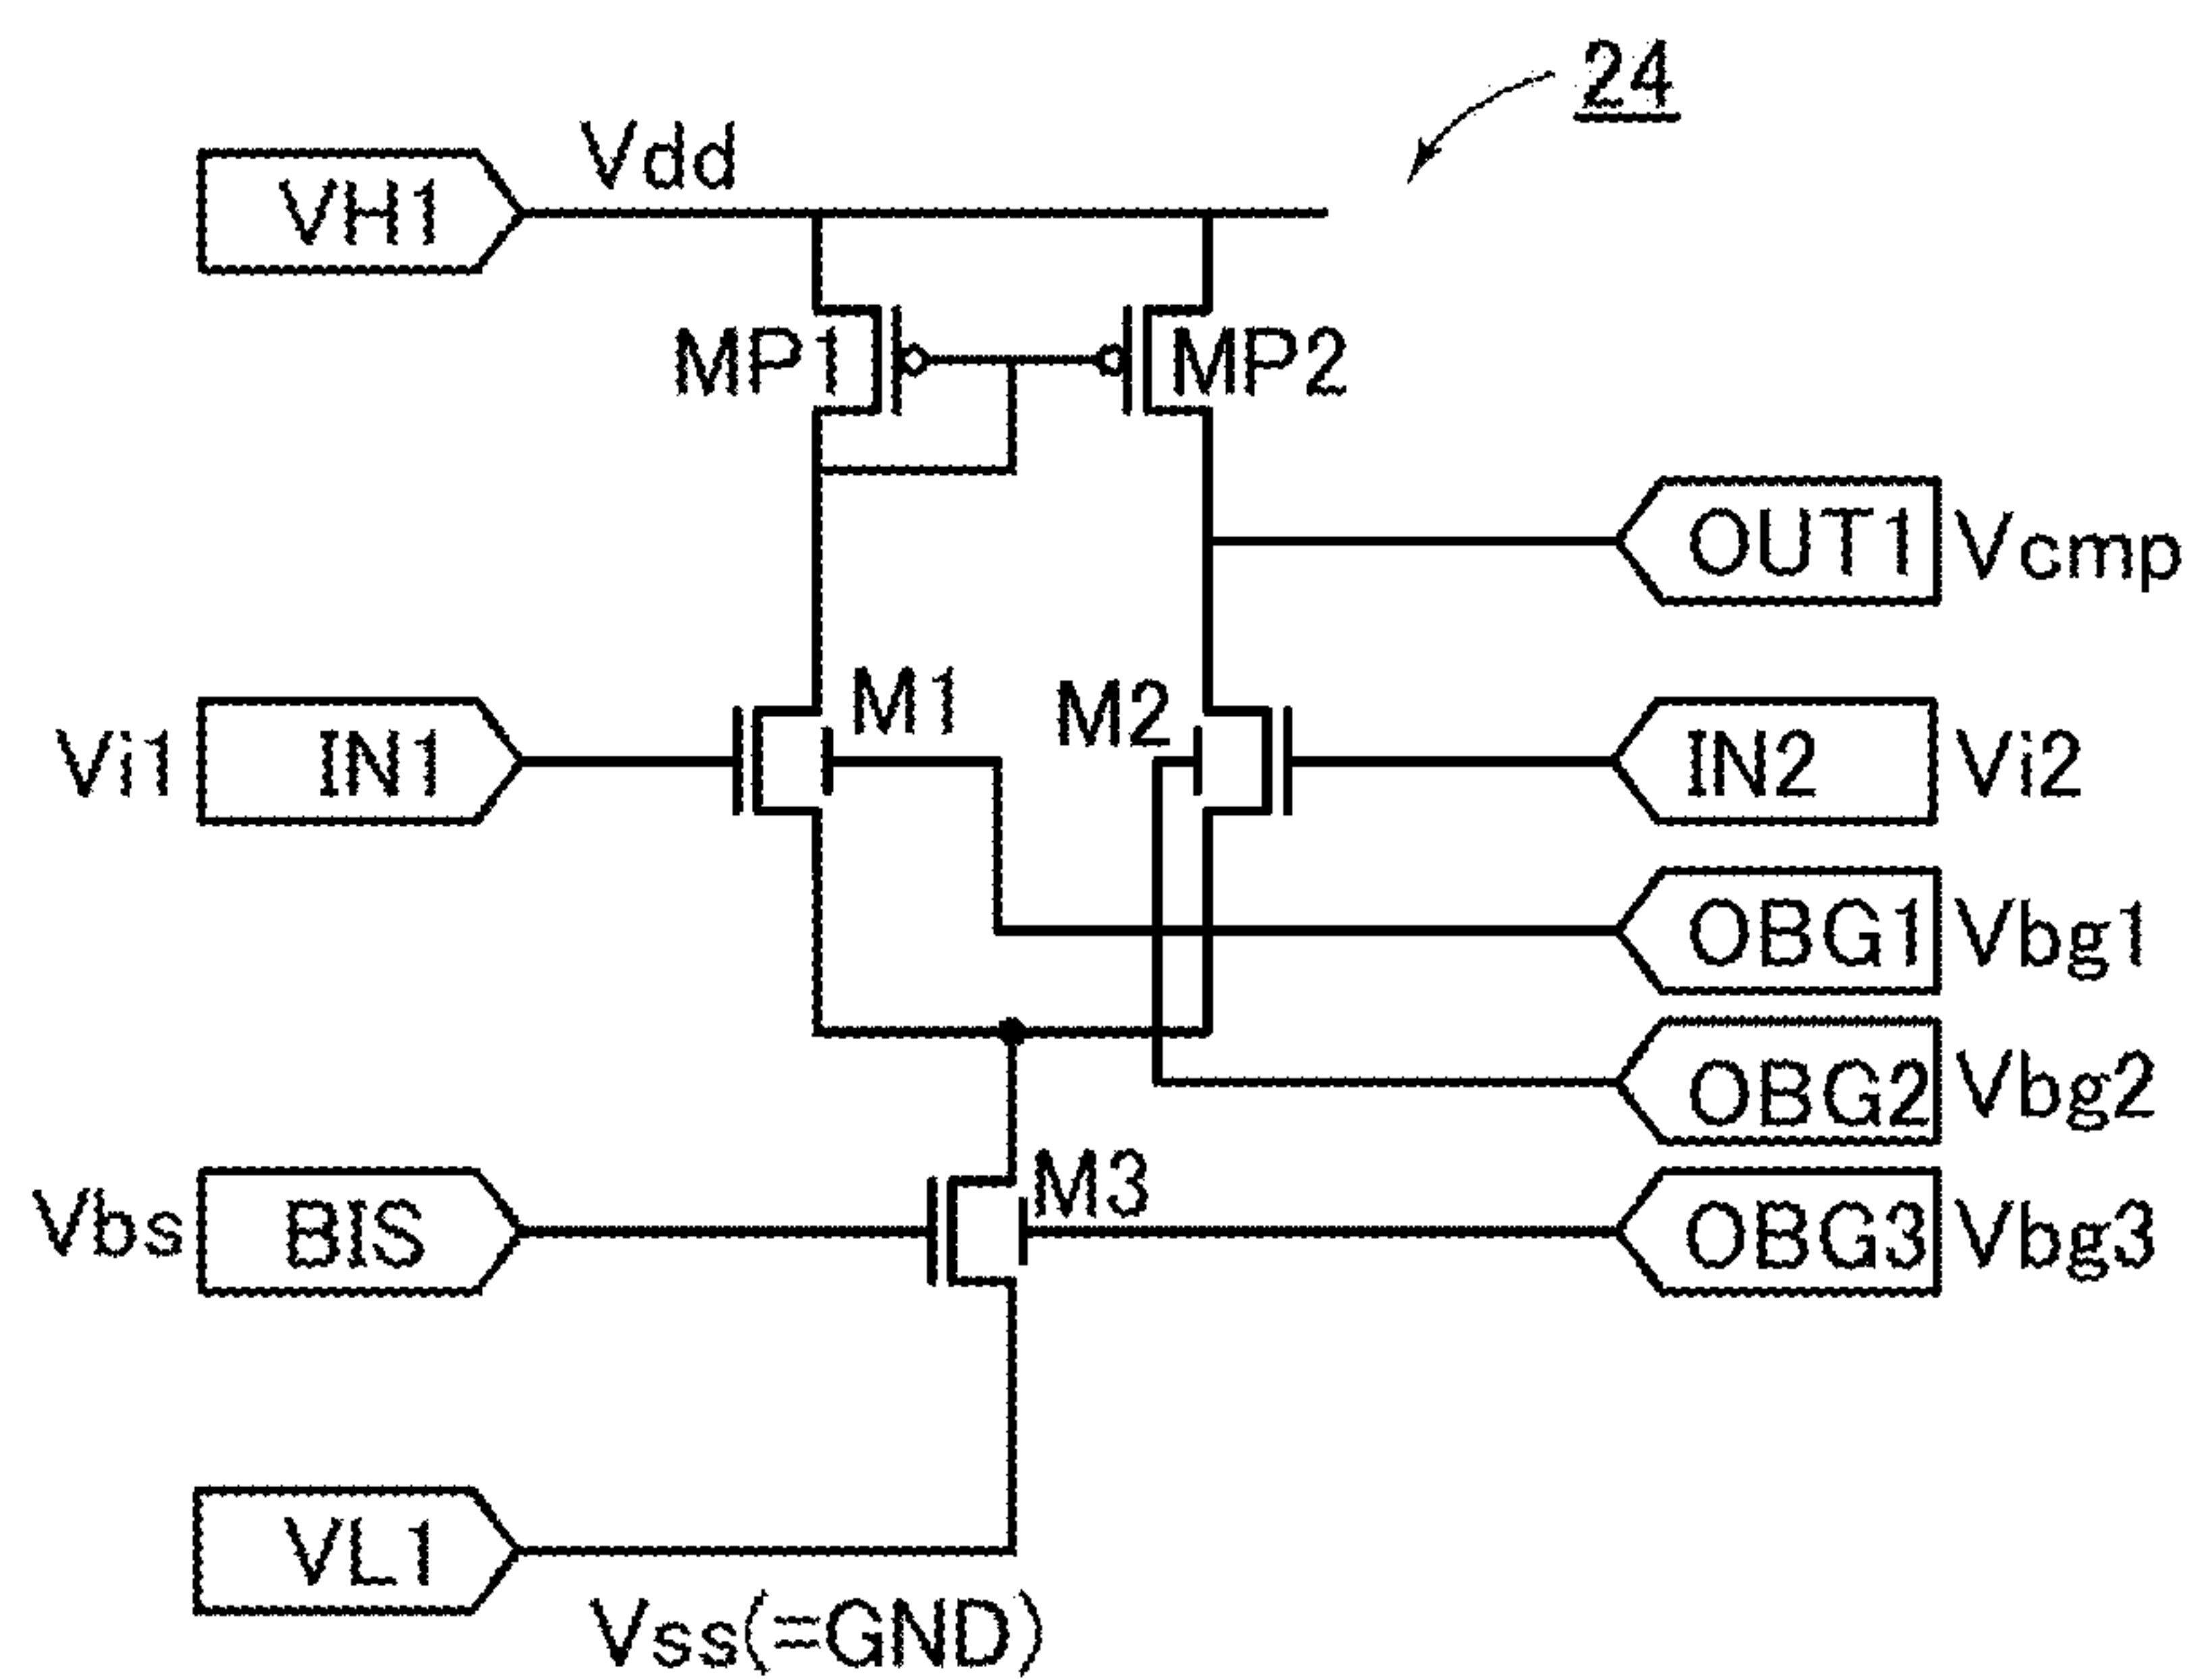 24
Vdd
VH1
MP1
MP2
OUT1 Vcmp
M1
M2
Vi1 IN1
IN2 Vi2
OBG1 Vbg1
OBG2 Vbg2
M3
Vbs BIS
OBG3 Vbg3
VL1
Vss(=GND)